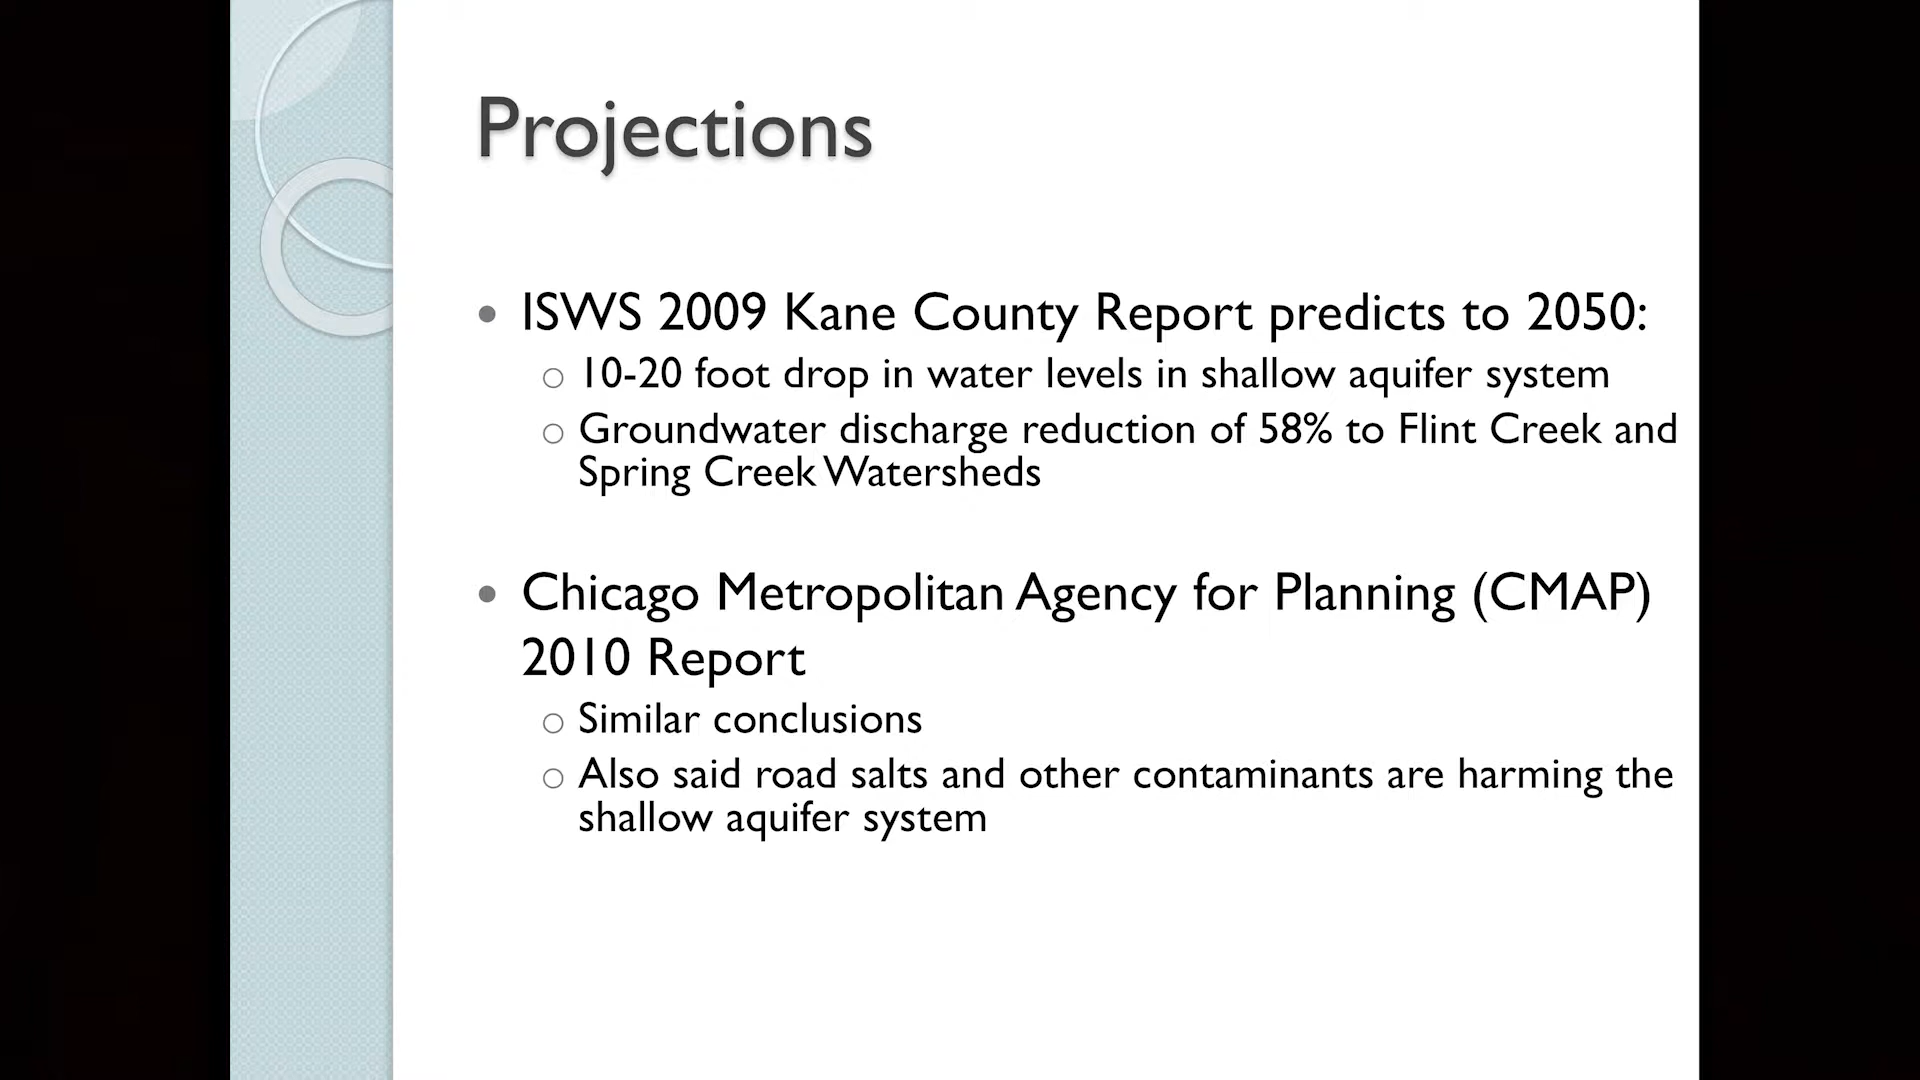 Projections
• ISWS 2009 Kane County Report predicts to 2050:
○ 10-20 foot drop in water levels in shallow aquifer system
○ Groundwater discharge reduction of 58% to Flint Creek and
Spring Creek Watersheds
• Chicago Metropolitan Agency for Planning (CMAP)
2010 Report
○ Similar conclusions
○ Also said road salts and other contaminants are harming the
shallow aquifer system